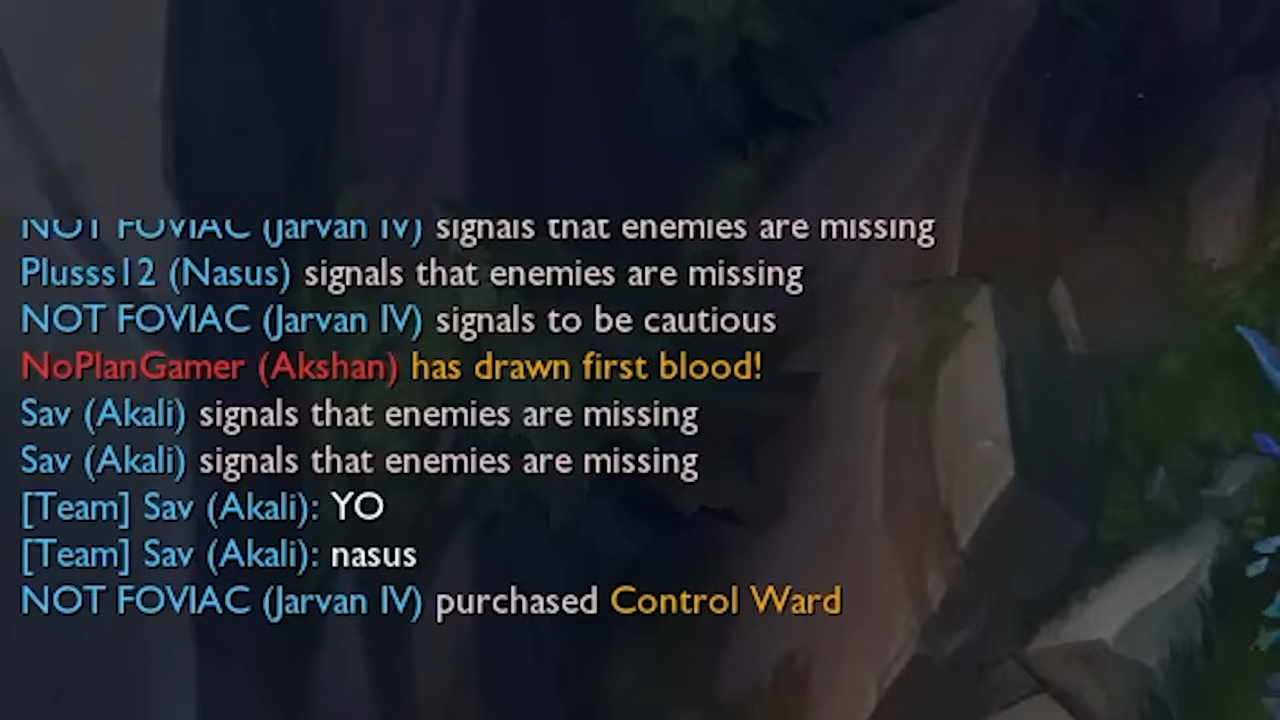 NOT FOVIAC (Jarvan IV) signals that enemies are missing
Plusss12 (Nasus) signals that enemies are missing
NOT FOVIAC (Jarvan IV) signals to be cautious
NoPlanGamer (Akshan) has drawn first blood!
Sav (Akali) signals that enemies are missing
Sav (Akali) signals that enemies are missing
[Team] Sav (Akali): YO
[Team] Sav (Akali): nasus
NOT FOVIAC (Jarvan IV) purchased Control Ward